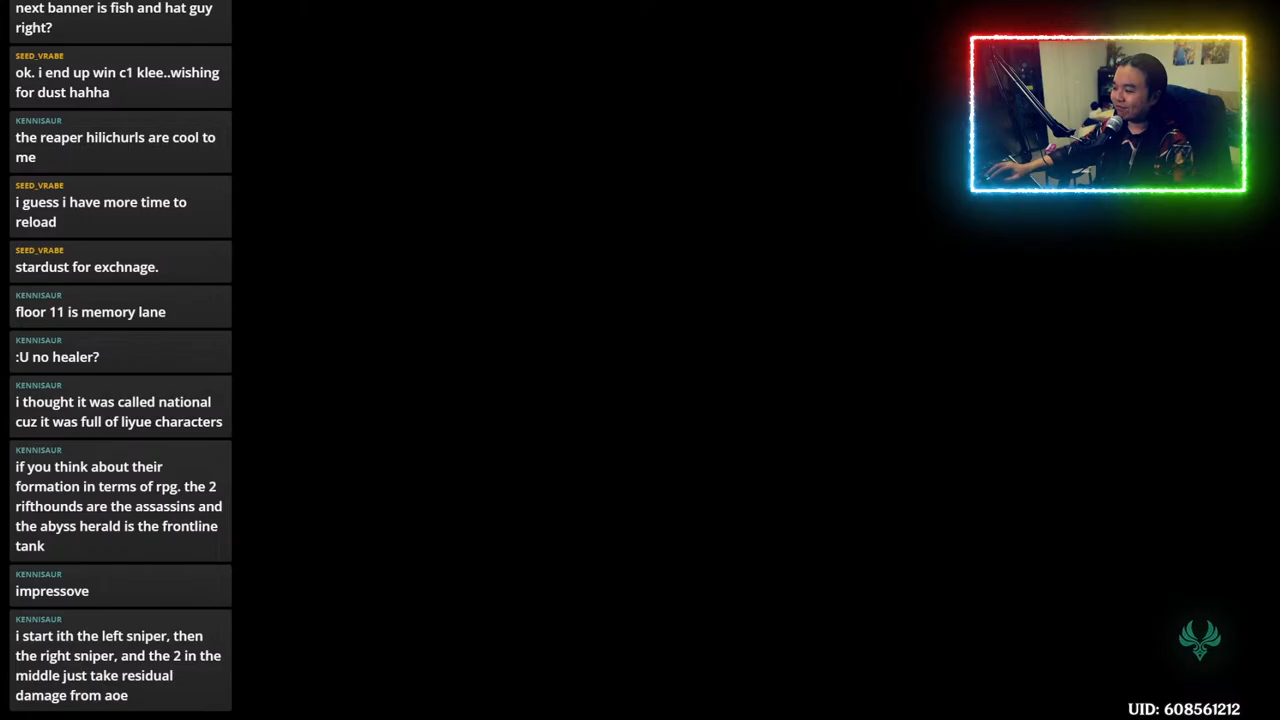 next banner is fish and hat guy
right?
SEED_VRABE
ok. i end up win c1 klee..wishing
for dust hahha
KENNISAUR
the reaper hilichurls are cool to
me
SEED_VRABE
i guess i have more time to
reload
SEED_VRABE
stardust for exchnage.
KENNISAUR
floor 11 is memory lane
KENNISAUR
:U no healer?
KENNISAUR
i thought it was called national
cuz it was full of liyue characters
KENNISAUR
if you think about their
formation in terms of rpg. the 2
rifthounds are the assassins and
the abyss herald is the frontline
tank
KENNISAUR
impressove
KENNISAUR
i start ith the left sniper, then
the right sniper, and the 2 in the
middle just take residual
damage from aoe
UID: 608561212